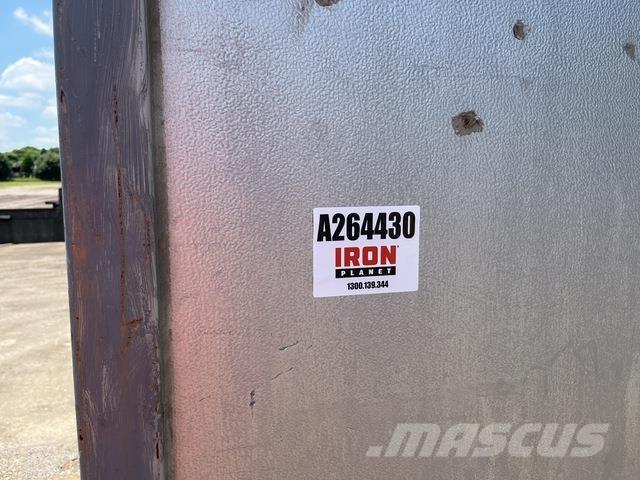 A264430
IRON
PLANET
1300.139.344
MASCUS